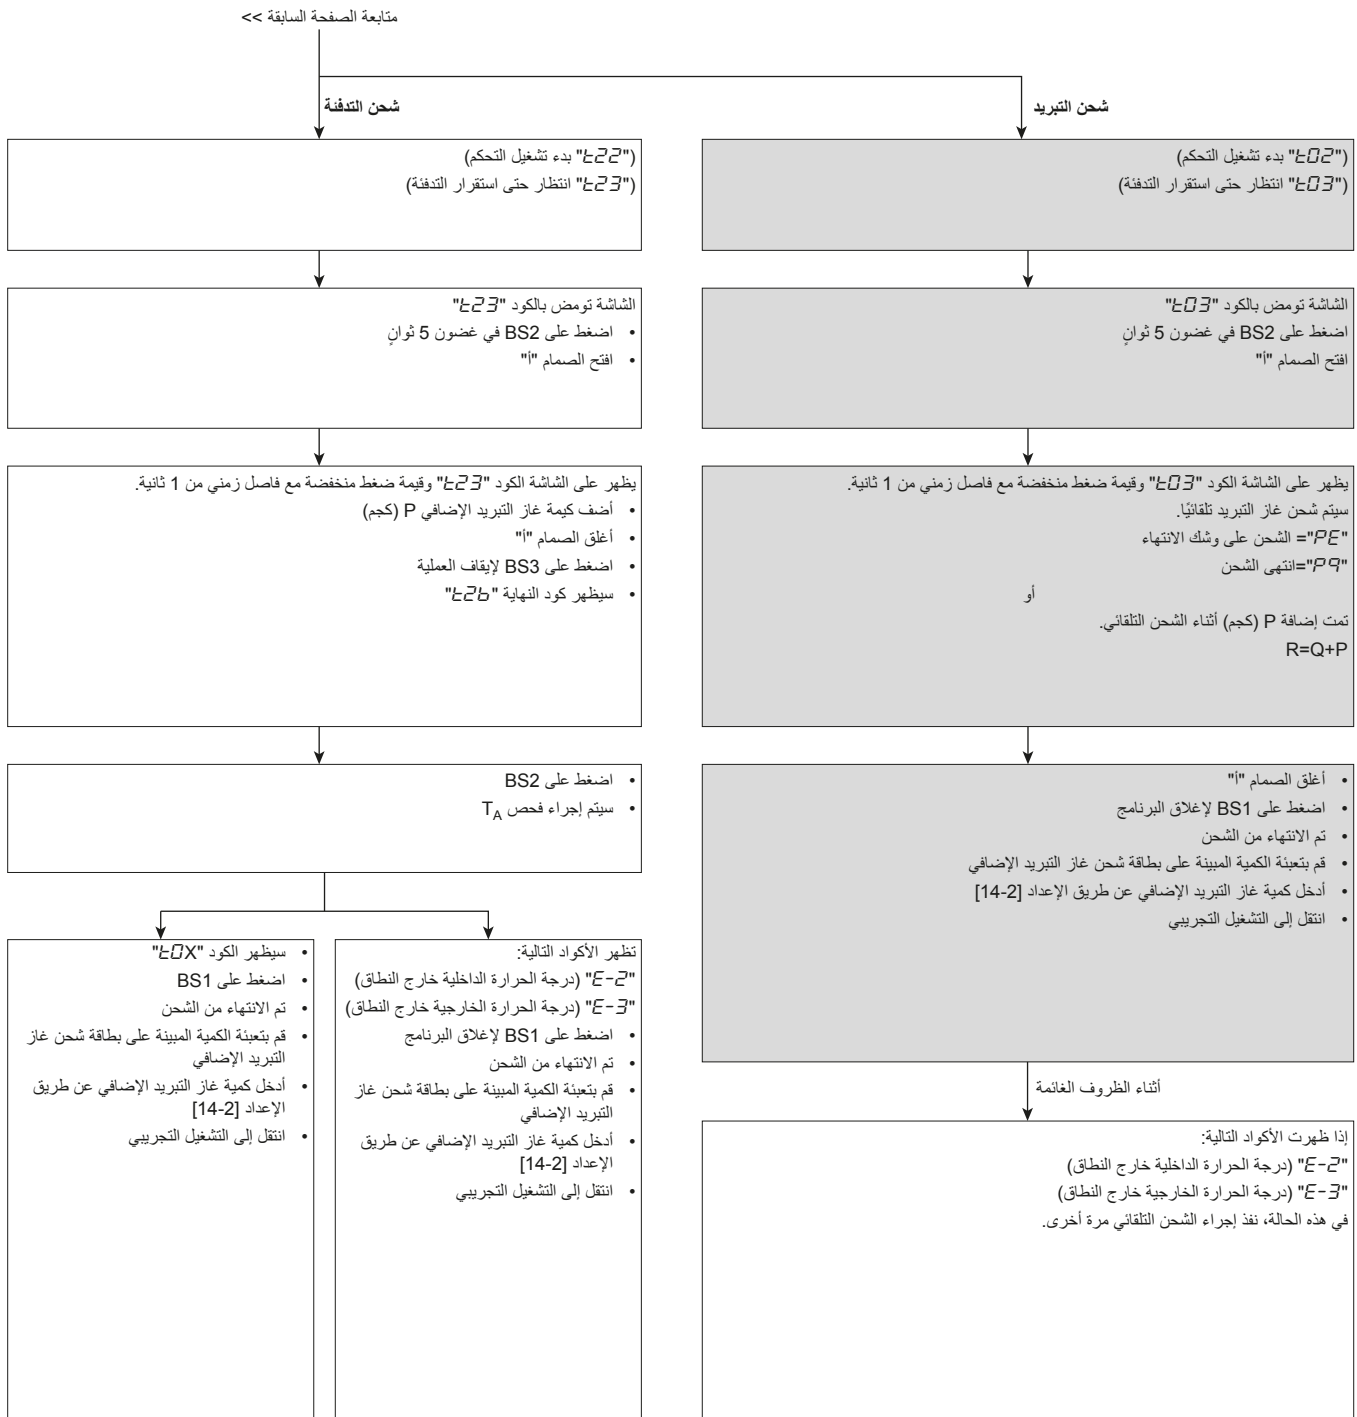 متابعة الصفحة السابقة >>
شحن التبريد
("t02" بدء تشغيل التحكم)
("t03" انتظار حتى استقرار التدفئة)
الشاشة تومض بالكود "t03"
اضغط على BS2 في غضون 5 ثوانٍ
افتح الصمام "أ"
يظهر على الشاشة الكود "t03" وقيمة ضغط منخفضة مع فاصل زمني من 1 ثانية.
سيتم شحن غاز التبريد تلقائيًا.
"PE"= الشحن على وشك الانتهاء
"P9"=انتهى الشحن
أو
تمت إضافة P (كجم) أثناء الشحن التلقائي.
R=Q+P
• أغلق الصمام "أ"
• اضغط على BS1 لإغلاق البرنامج
• تم الانتهاء من الشحن
• قم بتعبئة الكمية المبينة على بطاقة شحن غاز التبريد الإضافي
• أدخل كمية غاز التبريد الإضافي عن طريق الإعداد [2-14]
• انتقل إلى التشغيل التجريبي
أثناء الظروف الغائمة
إذا ظهرت الأكواد التالية:
"E-2" (درجة الحرارة الداخلية خارج النطاق)
"E-3" (درجة الحرارة الخارجية خارج النطاق)
في هذه الحالة، نفذ إجراء الشحن التلقائي مرة أخرى.
شحن التدفئة
("t22" بدء تشغيل التحكم)
("t23" انتظار حتى استقرار التدفئة)
الشاشة تومض بالكود "t23"
• اضغط على BS2 في غضون 5 ثوانٍ
• افتح الصمام "أ"
يظهر على الشاشة الكود "t23" وقيمة ضغط منخفضة مع فاصل زمني من 1 ثانية.
• أضف كيمة غاز التبريد الإضافي P (كجم)
• أغلق الصمام "أ"
• اضغط على BS3 لإيقاف العملية
• سيظهر كود النهاية "t26"
• اضغط على BS2
• سيتم إجراء فحص TA
تظهر الأكواد التالية:
"E-2" (درجة الحرارة الداخلية خارج النطاق)
"E-3" (درجة الحرارة الخارجية خارج النطاق)
• اضغط على BS1 لإغلاق البرنامج
• تم الانتهاء من الشحن
• قم بتعبئة الكمية المبينة على بطاقة شحن غاز
التبريد الإضافي
• أدخل كمية غاز التبريد الإضافي عن طريق
الإعداد [2-14]
• انتقل إلى التشغيل التجريبي
• سيظهر الكود "t0X"
• اضغط على BS1
• تم الانتهاء من الشحن
• قم بتعبئة الكمية المبينة على بطاقة شحن غاز
التبريد الإضافي
• أدخل كمية غاز التبريد الإضافي عن طريق
الإعداد [2-14]
• انتقل إلى التشغيل التجريبي